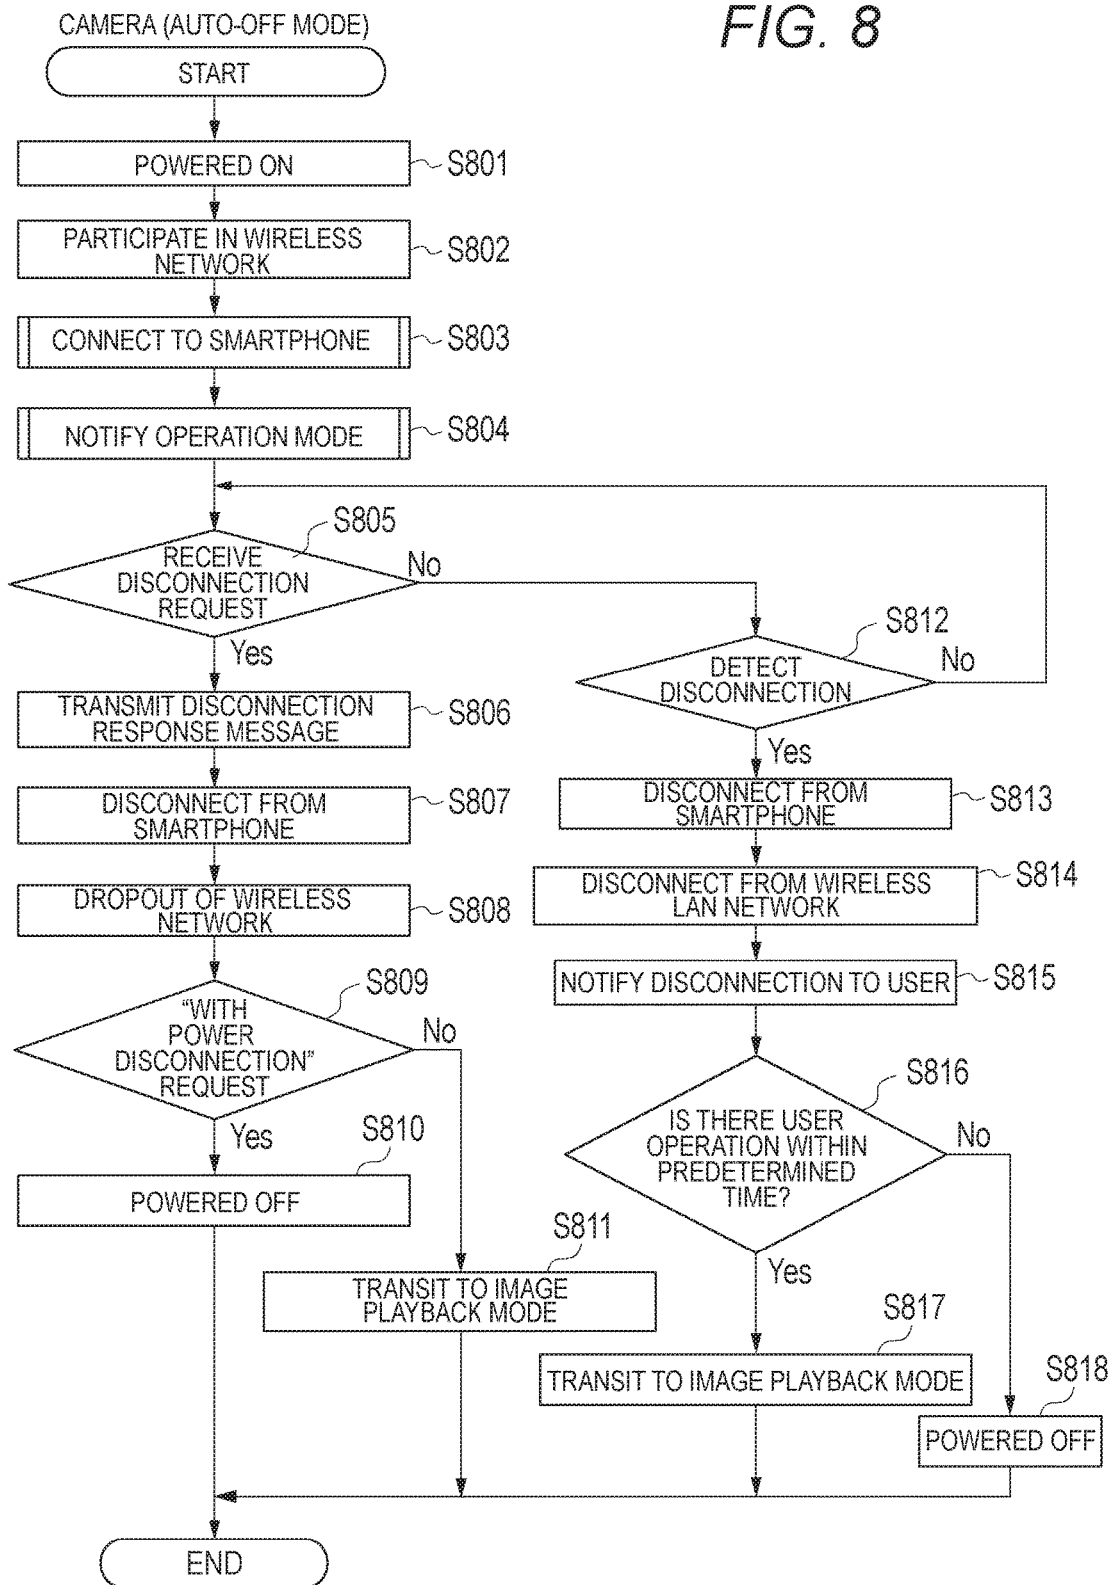 FIG. 8
CAMERA (AUTO-OFF MODE)
START
POWERED ON
S801
PARTICIPATE IN WIRELESS
NETWORK
S802
CONNECT TO SMARTPHONE
S803
NOTIFY OPERATION MODE
S804
S805
RECEIVE
DISCONNECTION
REQUEST
No
Yes
S812
DETECT
DISCONNECTION
No
Yes
TRANSMIT DISCONNECTION
RESPONSE MESSAGE
S806
DISCONNECT FROM
SMARTPHONE
S807
DROPOUT OF WIRELESS
NETWORK
S808
DISCONNECT FROM
SMARTPHONE
S813
DISCONNECT FROM WIRELESS
LAN NETWORK
S814
NOTIFY DISCONNECTION TO USER
S815
S809
"WITH
POWER
DISCONNECTION"
REQUEST
No
Yes
S810
POWERED OFF
S811
TRANSIT TO IMAGE
PLAYBACK MODE
S816
IS THERE USER
OPERATION WITHIN
PREDETERMINED
TIME?
No
Yes
S817
TRANSIT TO IMAGE PLAYBACK MODE
S818
POWERED OFF
END